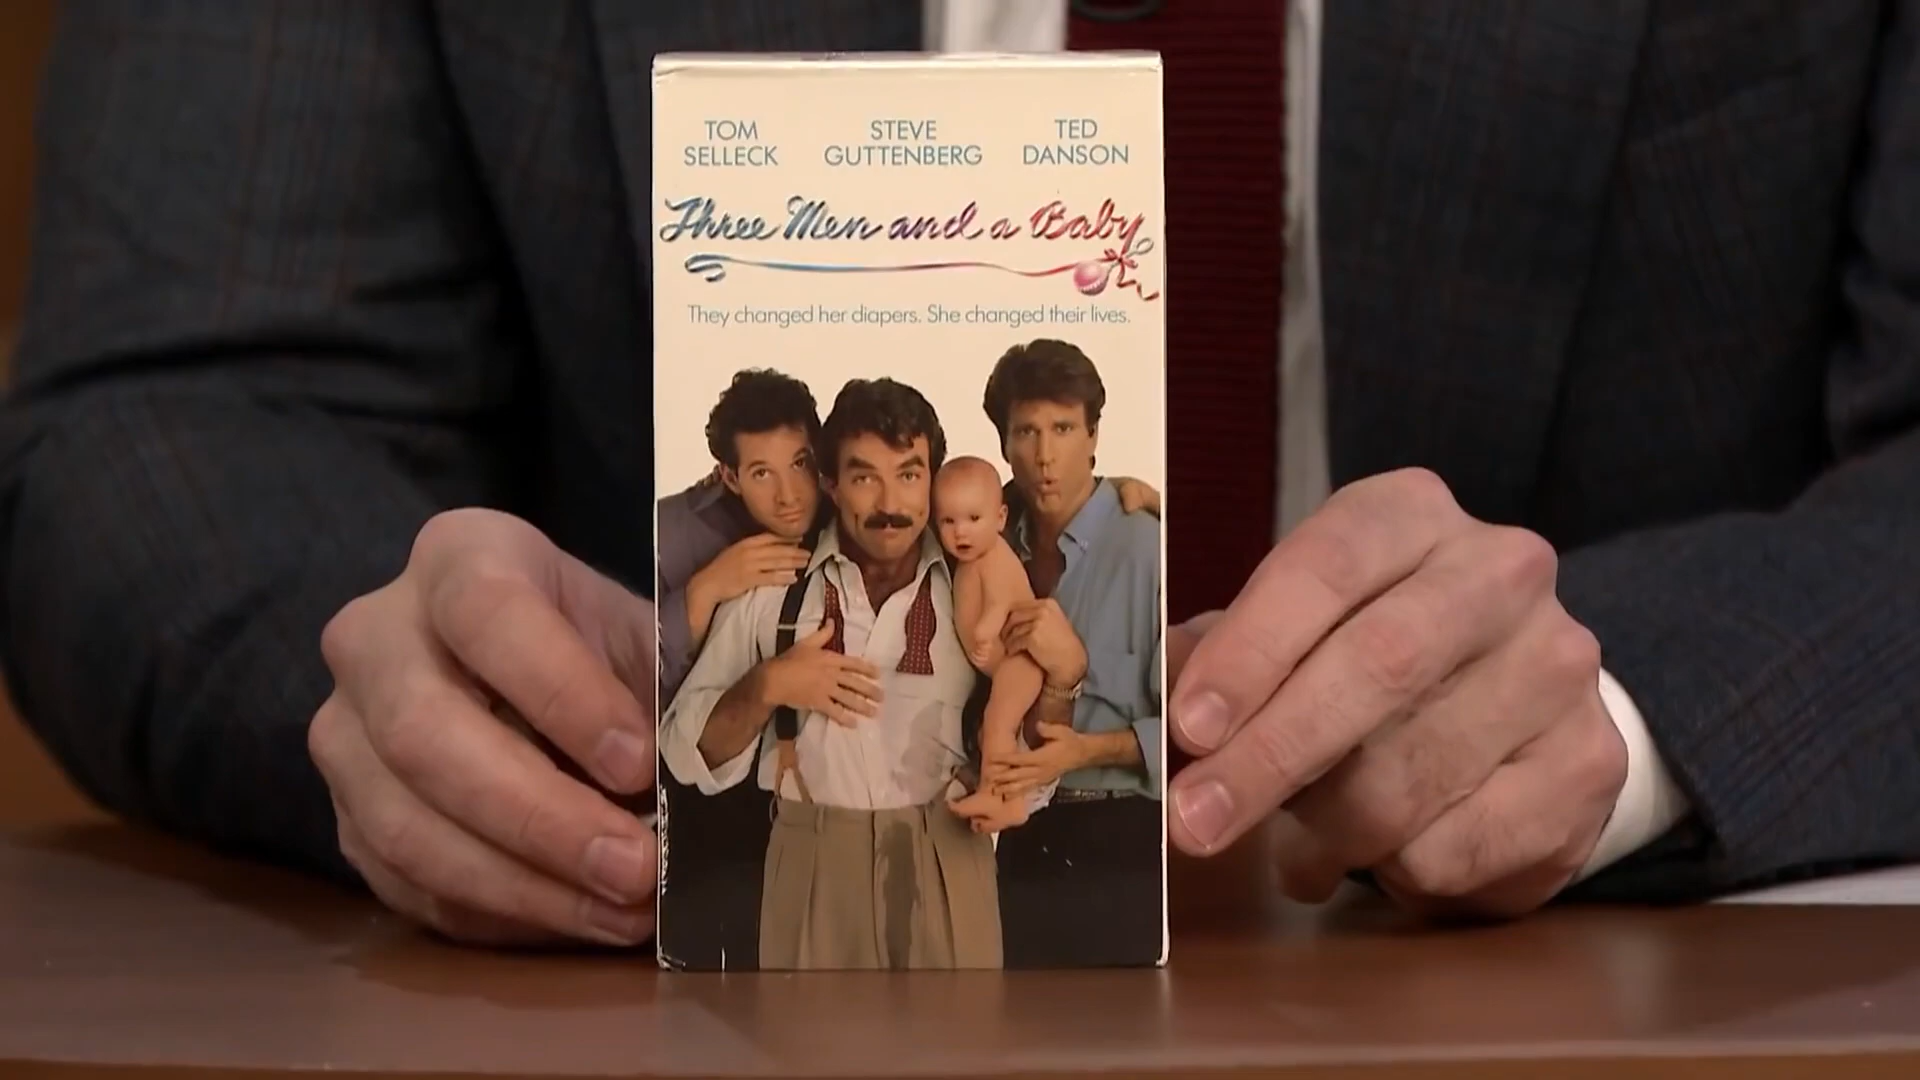 TOM
SELLECK
STEVE
GUTTENBERG
TED
DANSON
Three Men and a Baby
They changed her diapers. She changed their lives.